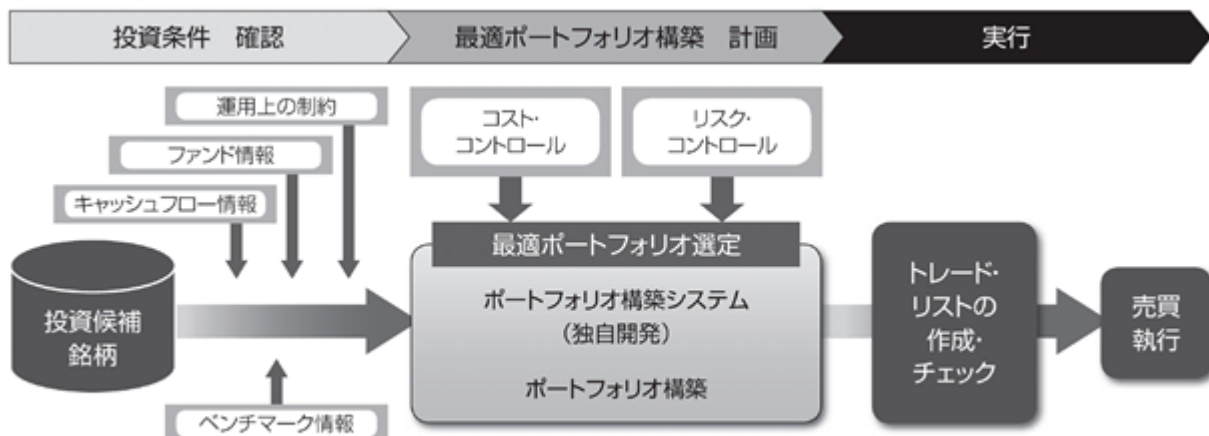 投資条件 確認
最適ポートフォリオ構築 計画
実行
運用上の制約
ファンド情報
キャッシュフロー情報
投資候補
銘柄
ベンチマーク情報
コスト・
コントロール
リスク・
コントロール
最適ポートフォリオ選定
ポートフォリオ構築システム
（独自開発）
ポートフォリオ構築
トレード・
リストの
作成・
チェック
売買
執行